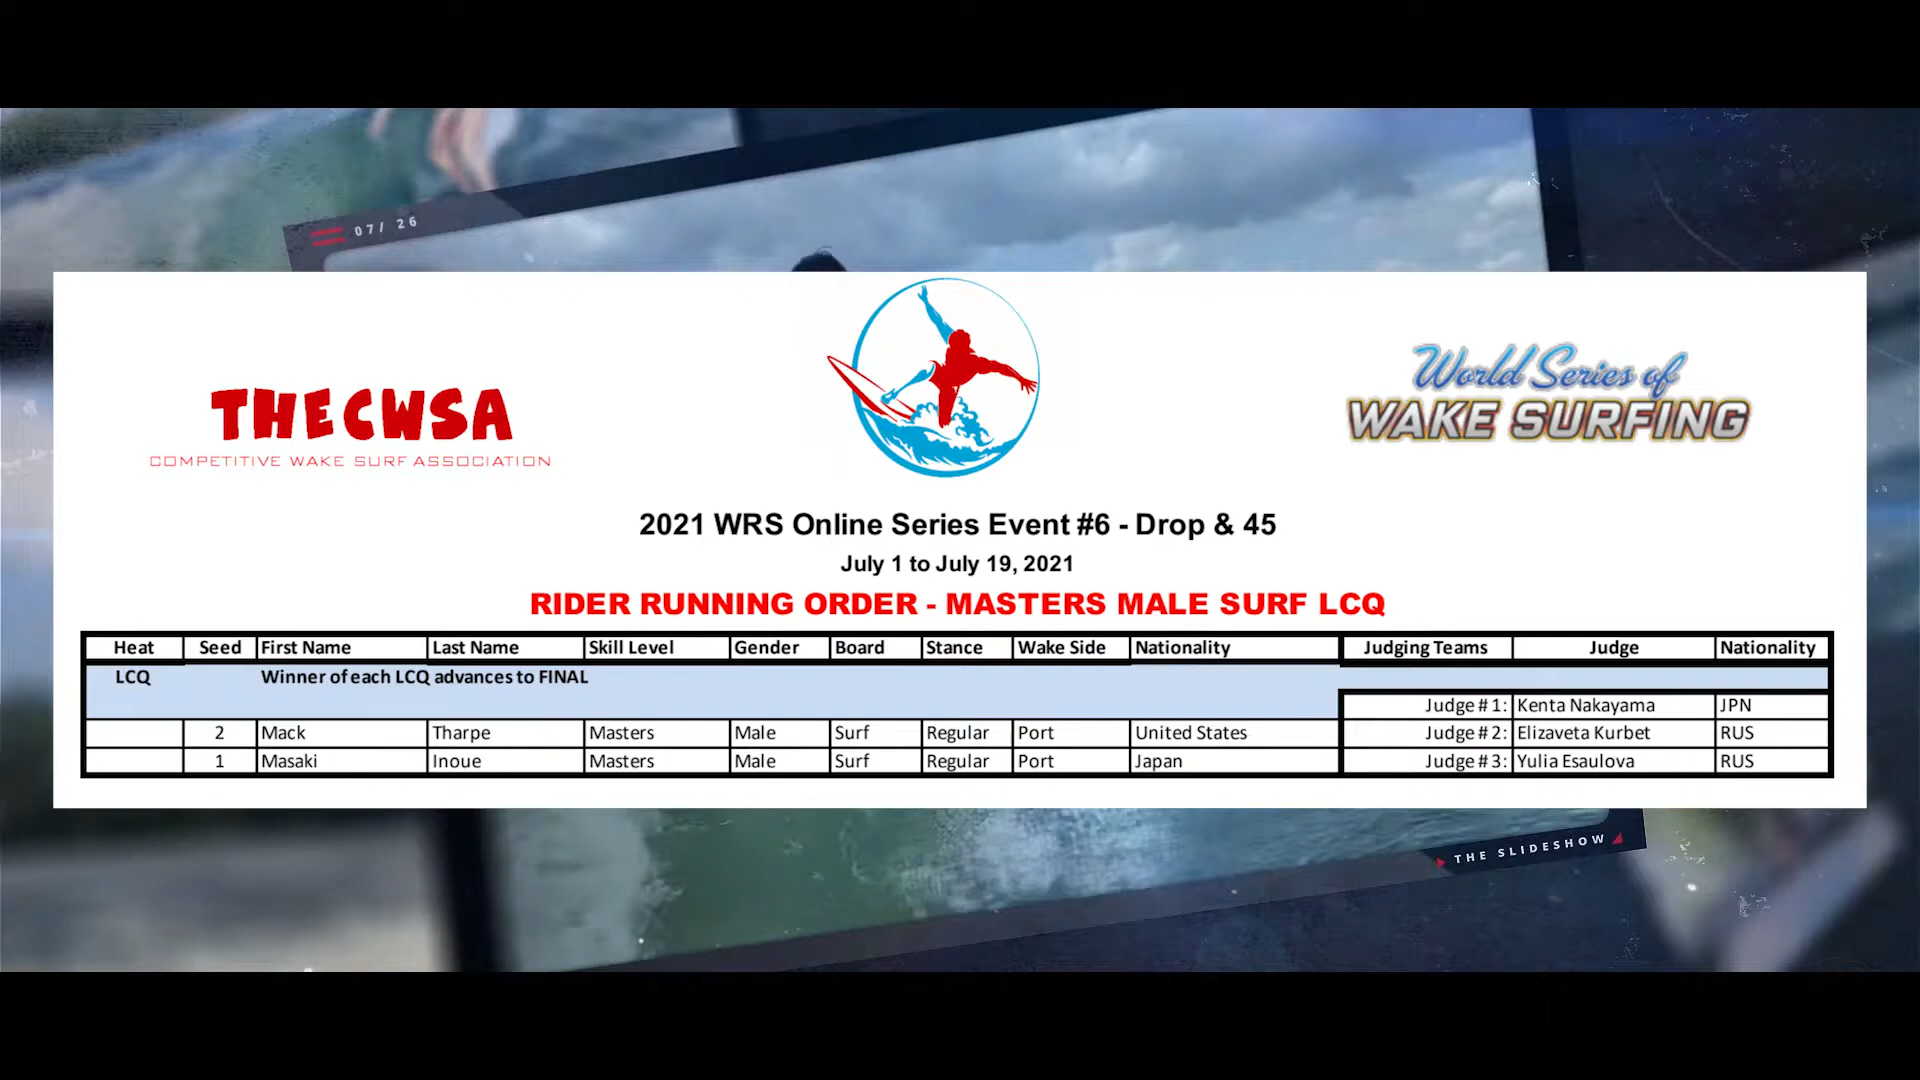 07/ 26
THECWSA
COMPETITIVE WAKE SURF ASSOCIATION
World Series of
WAKE SURFING
2021 WRS Online Series Event #6 - Drop & 45
July 1 to July 19, 2021
RIDER RUNNING ORDER - MASTERS MALE SURF LCQ
Heat Seed First Name Last Name Skill Level Gender Board Stance Wake Side Nationality Judging Teams Judge Nationality
LCQ Winner of each LCQ advances to FINAL
Judge # 1: Kenta Nakayama JPN
2 Mack Tharpe Masters Male Surf Regular Port United States Judge # 2: Elizaveta Kurbet RUS
1 Masaki Inoue Masters Male Surf Regular Port Japan Judge # 3: Yulia Esaulova RUS
THE SLIDESHOW